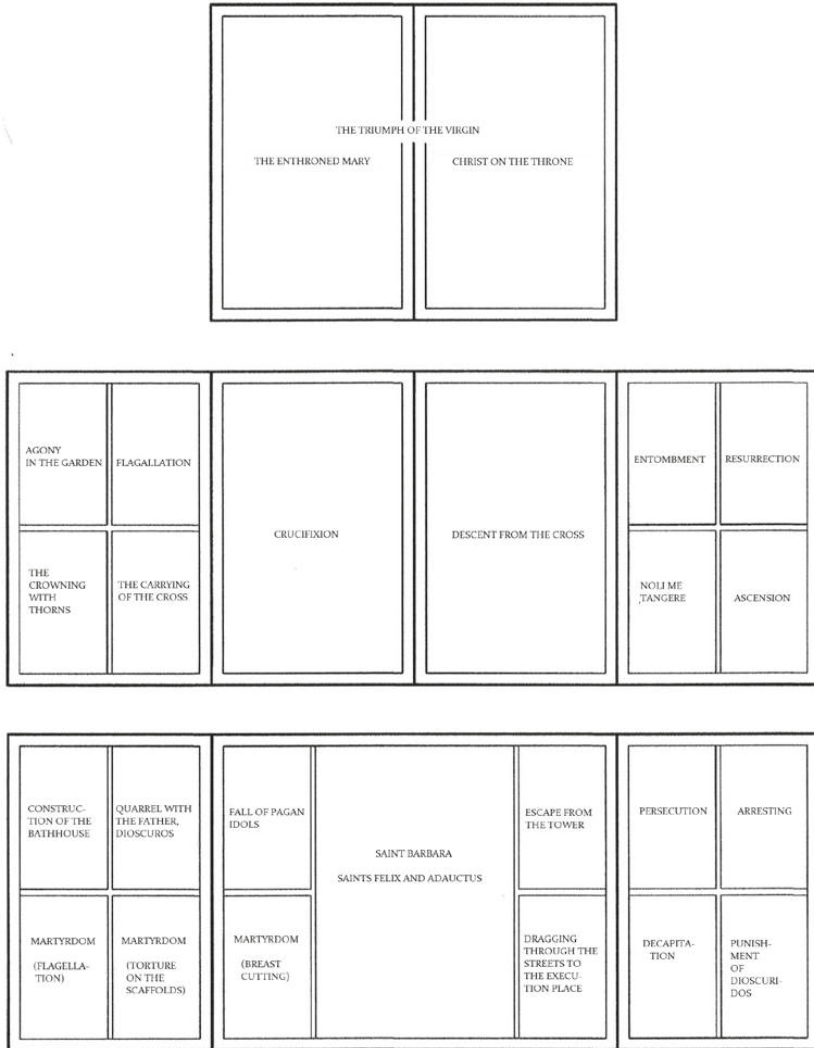 THE TRIUMPH OF THE VIRGIN
THE ENTHRONED MARY
CHRIST ON THE THRONE
AGONY
IN THE GARDEN
FLAGALLATION
THE
CROWNING
WITH
THORNS
THE CARRYING
OF THE CROSS
CRUCIFIXION
DESCENT FROM THE CROSS
ENTOMBMENT
RESURRECTION
NOLI ME
TANGERE
ASCENSION
CONSTRUC-
TION OF THE
BATHHOUSE
QUARREL WITH
THE FATHER,
DIOSCUROS
MARTYRDOM
(FLAGELLA-
TION)
MARTYRDOM
(TORTURE
ON THE
SCAFFOLDS)
FALL OF PAGAN
IDOLS
MARTYRDOM
(BREAST
CUTTING)
SAINT BARBARA
SAINTS FELIX AND ADAUCTUS
ESCAPE FROM
THE TOWER
DRAGGING
THROUGH THE
STREETS TO
THE EXECU-
TION PLACE
PERSECUTION
ARRESTING
DECAPITA-
TION
PUNISH-
MENT
OF
DIOSCURI-
DOS